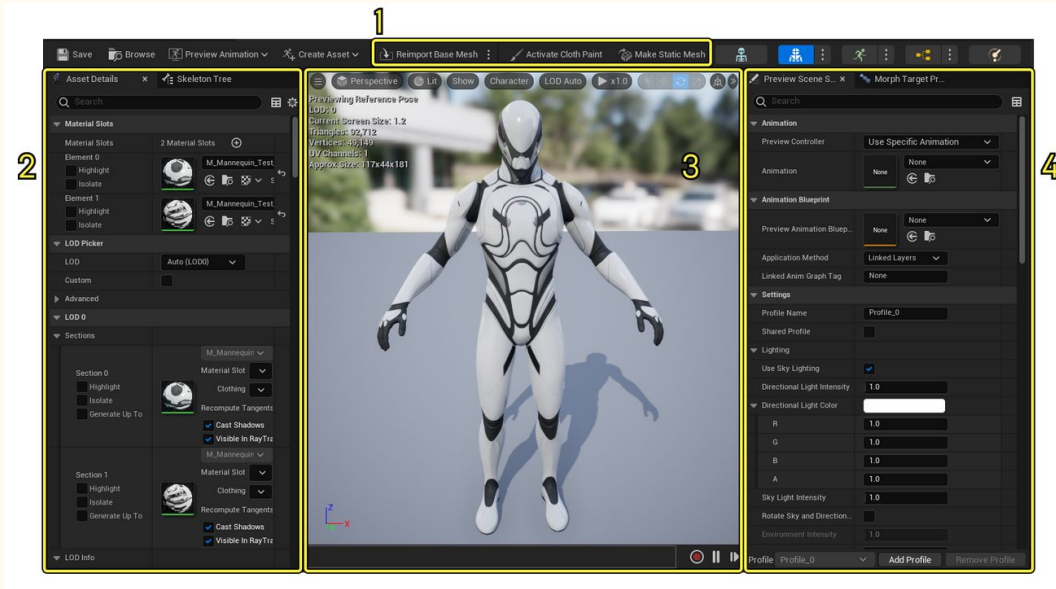 1
Save Browse Preview Animation Create Asset Reimport Base Mesh Activate Cloth Paint Make Static Mesh
2
Asset Details Skeleton Tree
Search
Material Slots
Material Slots 2 Material Slots
Element 0
Highlight
Isolate
M_Mannequin_Test
Element 1
Highlight
Isolate
M_Mannequin_Test
LOD Picker
LOD Auto (LOD0)
Custom
Advanced
LOD 0
Sections
Section 0
Highlight
Isolate
Generate Up To
M_Mannequin
Material Slot
Clothing
Recompute Tangents
Cast Shadows
Visible In RayTra
Section 1
Highlight
Isolate
Generate Up To
M_Mannequin
Material Slot
Clothing
Recompute Tangents
Cast Shadows
Visible In RayTra
LOD Info
Perspective Lit Show Character LOD Auto x1.0
Previewing Reference Pose
LOD: 0
Current Screen Size: 1.2
Triangles: 92,712
Vertices: 49,149
UV Channels: 1
Approx Size: 117x44x181
3
Z
X
4
Preview Scene S... Morph Target Pr...
Search
Animation
Preview Controller Use Specific Animation
Animation None None
Animation Blueprint
Preview Animation Bluep... None None
Application Method Linked Layers
Linked Anim Graph Tag None
Settings
Profile Name Profile_0
Shared Profile
Lighting
Use Sky Lighting
Directional Light Intensity 1.0
Directional Light Color
R 1.0
G 1.0
B 1.0
A 1.0
Sky Light Intensity 1.0
Rotate Sky and Direction...
Environment Intensity 1.0
Profile Profile_0 Add Profile Remove Profile